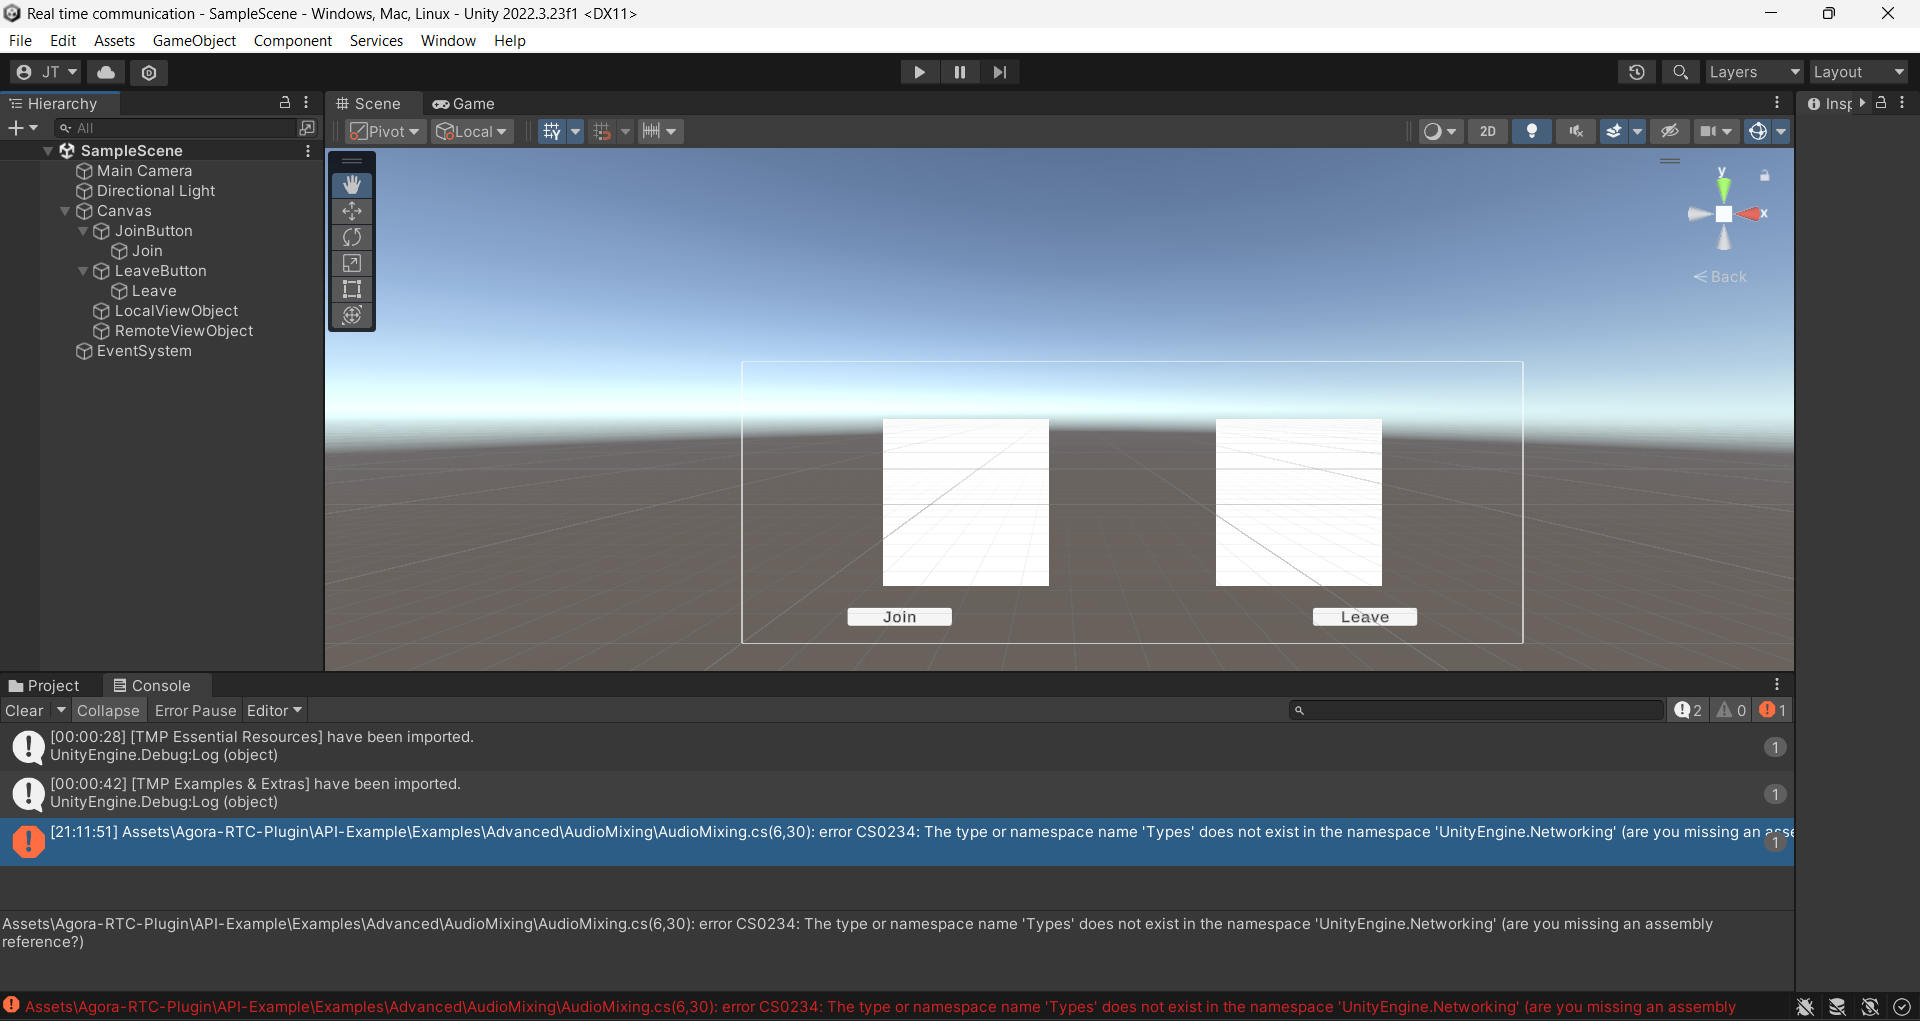 Real time communication - SampleScene - Windows, Mac, Linux - Unity 2022.3.23f1 <DX11>
File Edit Assets GameObject Component Services Window Help
JT
Layers Layout
Hierarchy
Scene Game
Insp
All
Pivot Local 2D
SampleScene
Main Camera
Directional Light
Canvas
JoinButton
Join
LeaveButton
Leave
LocalViewObject
RemoteViewObject
EventSystem
y
x
< Back
Join Leave
Project Console
Clear Collapse Error Pause Editor 2 0 1
[00:00:28] [TMP Essential Resources] have been imported.
UnityEngine.Debug:Log (object)
1
[00:00:42] [TMP Examples & Extras] have been imported.
UnityEngine.Debug:Log (object)
1
[21:11:51] Assets\Agora-RTC-Plugin\API-Example\Examples\Advanced\AudioMixing\AudioMixing.cs(6,30): error CS0234: The type or namespace name 'Types' does not exist in the namespace 'UnityEngine.Networking' (are you missing an asse
1
Assets\Agora-RTC-Plugin\API-Example\Examples\Advanced\AudioMixing\AudioMixing.cs(6,30): error CS0234: The type or namespace name 'Types' does not exist in the namespace 'UnityEngine.Networking' (are you missing an assembly
reference?)
Assets\Agora-RTC-Plugin\API-Example\Examples\Advanced\AudioMixing\AudioMixing.cs(6,30): error CS0234: The type or namespace name 'Types' does not exist in the namespace 'UnityEngine.Networking' (are you missing an assembly